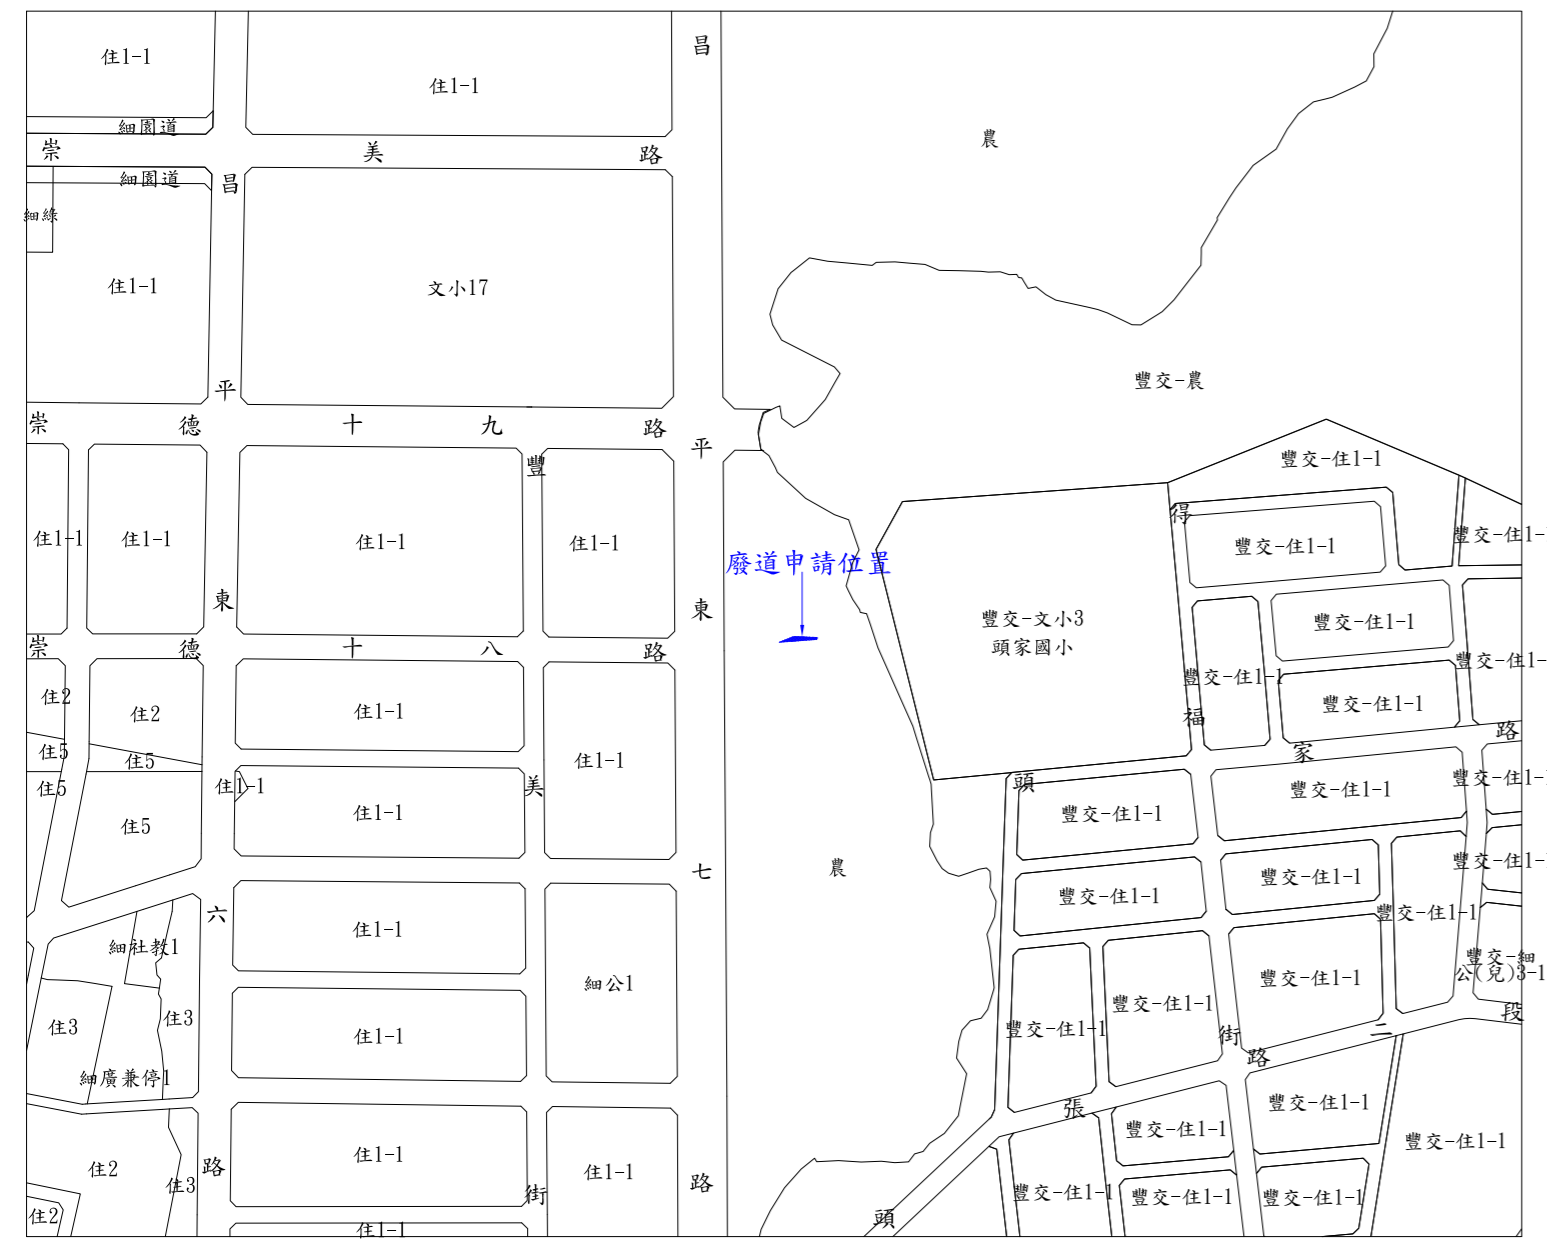 昌
住1-1
住1-1
細園道
農
崇
美
路
細園道
昌
細綠
住1-1
文小17
豐交-農
平
崇
德
十
九
路
平
豐交-住1-1
豐
得
住1-1
住1-1
住1-1
住1-1
豐交-住1-1
豐交-住1-
廢道申請位置
東
東
豐交-文小3
頭家國小
豐交-住1-1
崇
德
十
八
路
豐交-住1-1
豐交-住1-
住2
住2
住1-1
福
豐交-住1-1
路
住5
住5
住1-1
家
住5
住1-1
美
頭
豐交-住1-1
豐交-住1-1
住5
住1-1
豐交-住1-1
七
農
豐交-住1-1
豐交-住1-1
豐交-住1-1
六
住1-1
豐交-住1-1
細社教1
細公1
豐交-住1-1
豐交-細
公(兒)3-1
豐交-住1-1
住3
住3
住1-1
豐交-住1-1
街
二
段
路
細廣兼停1
張
豐交-住1-1
豐交-住1-1
豐交-住1-1
住2
路
住1-1
住3
住1-1
路
街
豐交-住1-1
豐交-住1-1
豐交-住1-1
住2
頭
住1-1